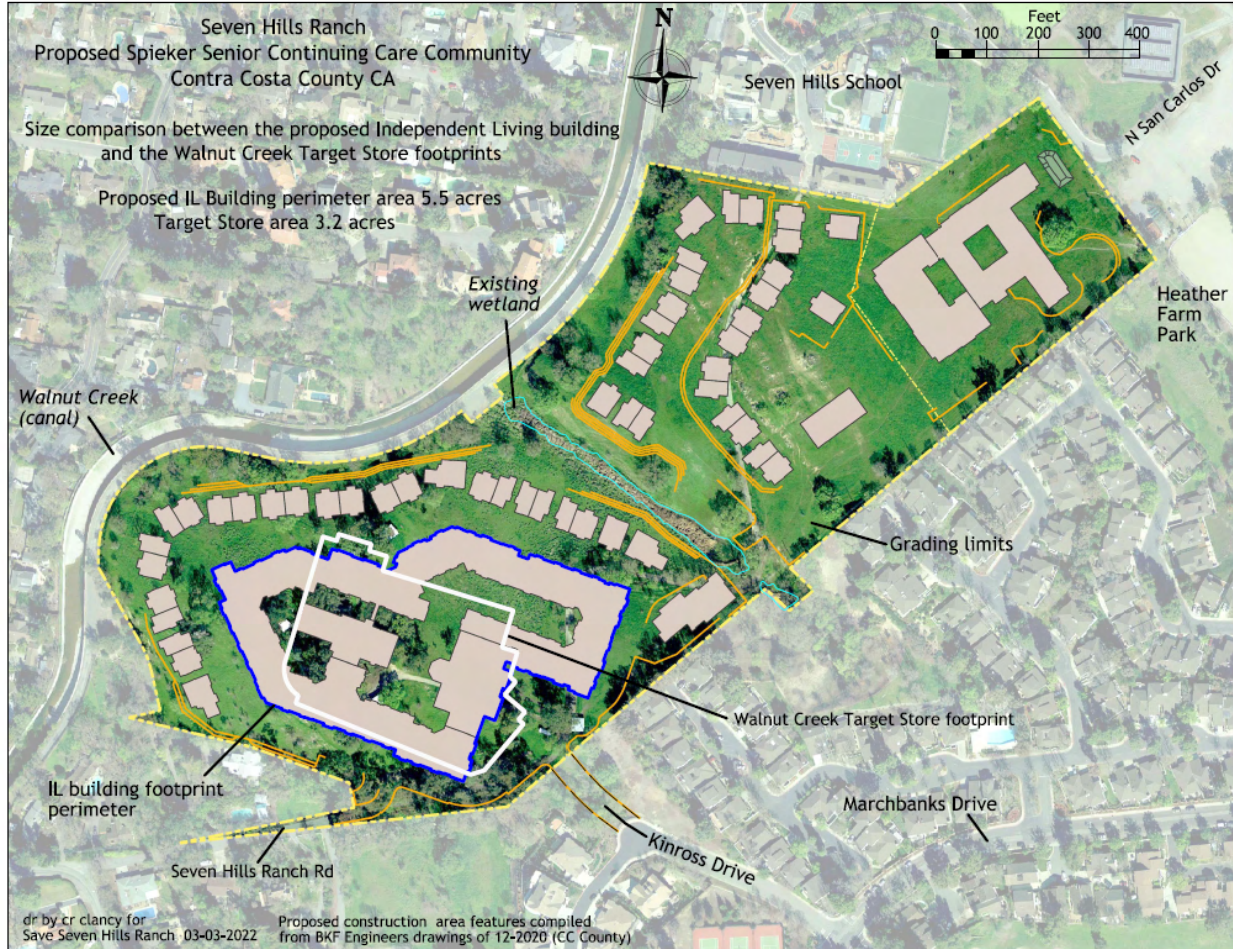 Seven Hills Ranch
Proposed Spieker Senior Continuing Care Community
Contra Costa County CA
Size comparison between the proposed Independent Living building
and the Walnut Creek Target Store footprints
Proposed IL Building perimeter area 5.5 acres
Target Store area 3.2 acres
N
Feet
0 100 200 300 400
Seven Hills School
N San Carlos Dr
Existing
wetland
Heather
Farm
Park
Walnut Creek
(canal)
Grading limits
Walnut Creek Target Store footprint
IL building footprint
perimeter
Marchbanks Drive
Kinross Drive
Seven Hills Ranch Rd
dr by cr clancy for
Save Seven Hills Ranch 03-03-2022
Proposed construction area features compiled
from BKF Engineers drawings of 12-2020 (CC County)